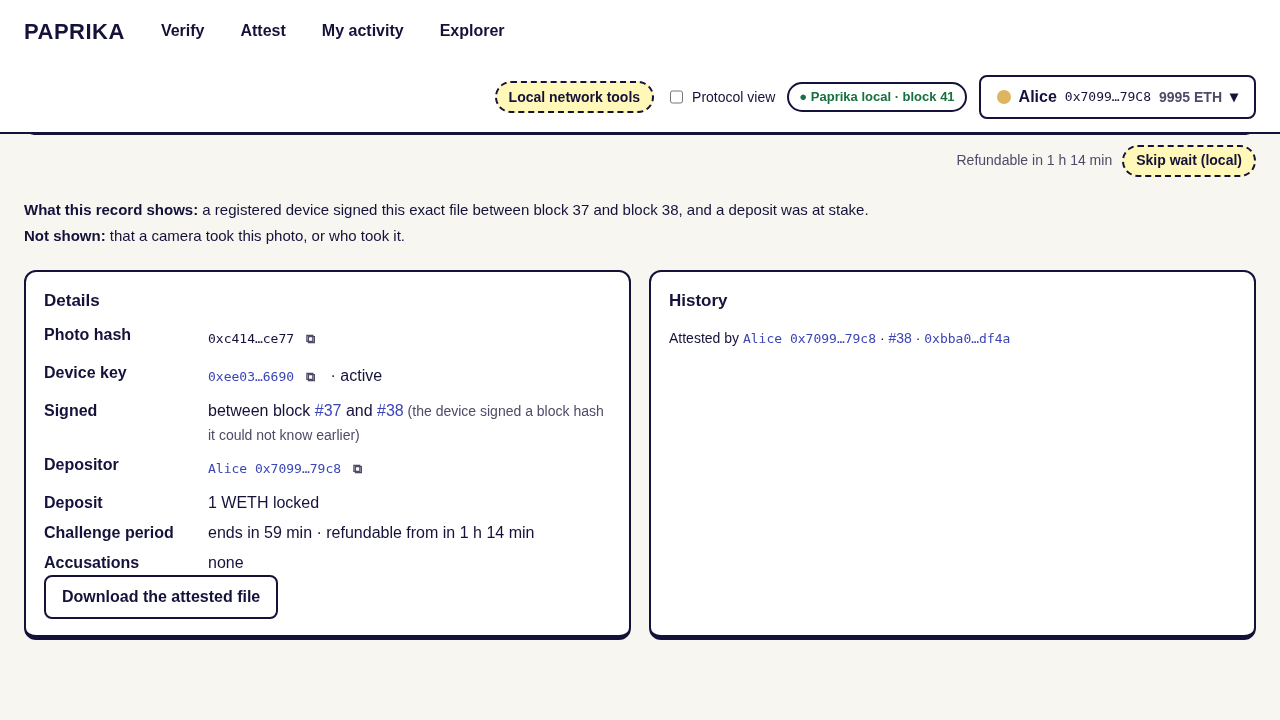 PAPRIKA Verify Attest My activity Explorer
Local network tools Protocol view ● Paprika local · block 41 Alice 0x7099…79C8 9995 ETH ▼
Refundable in 1 h 14 min Skip wait (local)
What this record shows: a registered device signed this exact file between block 37 and block 38, and a deposit was at stake.
Not shown: that a camera took this photo, or who took it.
Details
Photo hash 0xc414…ce77
Device key 0xee03…6690 · active
Signed between block #37 and #38 (the device signed a block hash
it could not know earlier)
Depositor Alice 0x7099…79c8
Deposit 1 WETH locked
Challenge period ends in 59 min · refundable from in 1 h 14 min
Accusations none
Download the attested file
History
Attested by Alice 0x7099…79c8 · #38 · 0xbba0…df4a